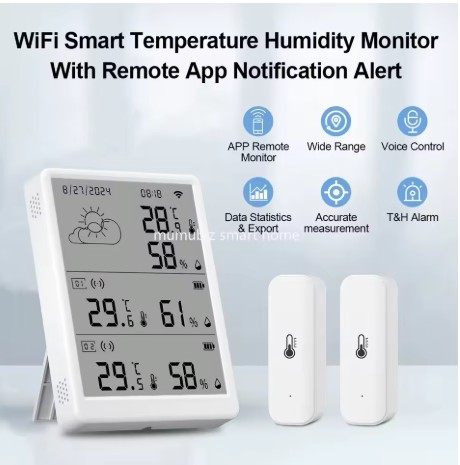 WiFi Smart Temperature Humidity Monitor
With Remote App Notification Alert
APP Remote
Monitor
Wide Range
Voice Control
Data Statistics
& Export
Accurate
measurement
T&H Alarm
8/27/2024 08:18
28.9 °C
mumubiz smart home
58%
01
29.6 °C 61%
02
29.5 °C 58%